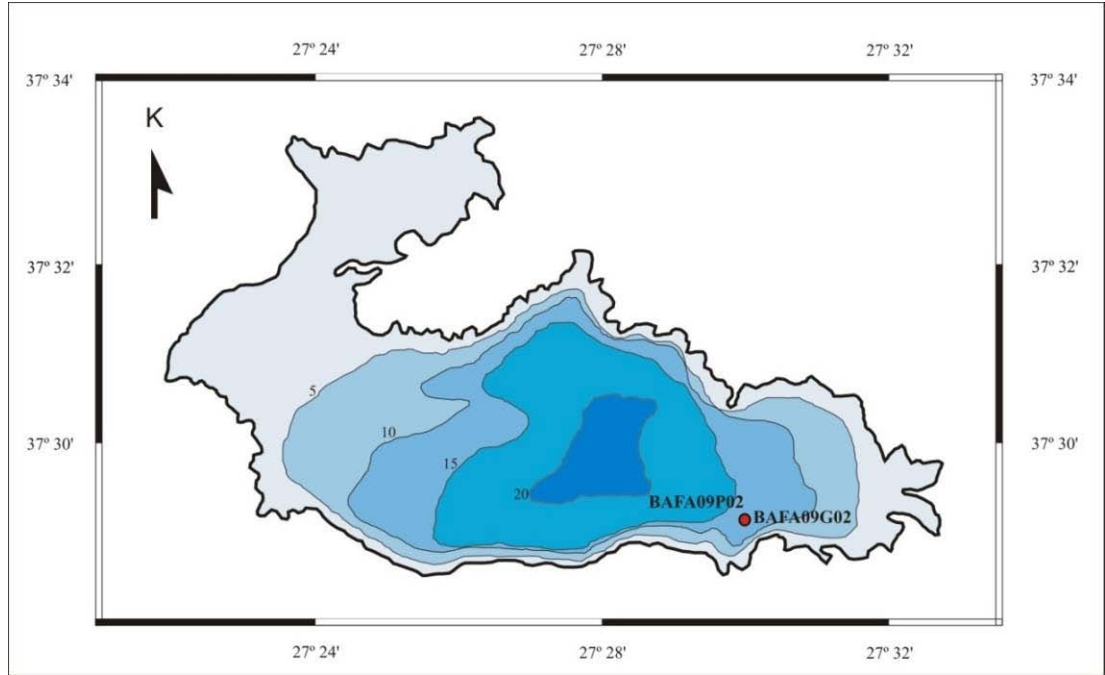 27º 24' 27º 28' 27º 32'
37º 34' 37º 34'
K
37º 32' 37º 32'
5
10
37º 30' 37º 30'
15
20
BAFA09P02
BAFA09G02
27º 24' 27º 28' 27º 32'